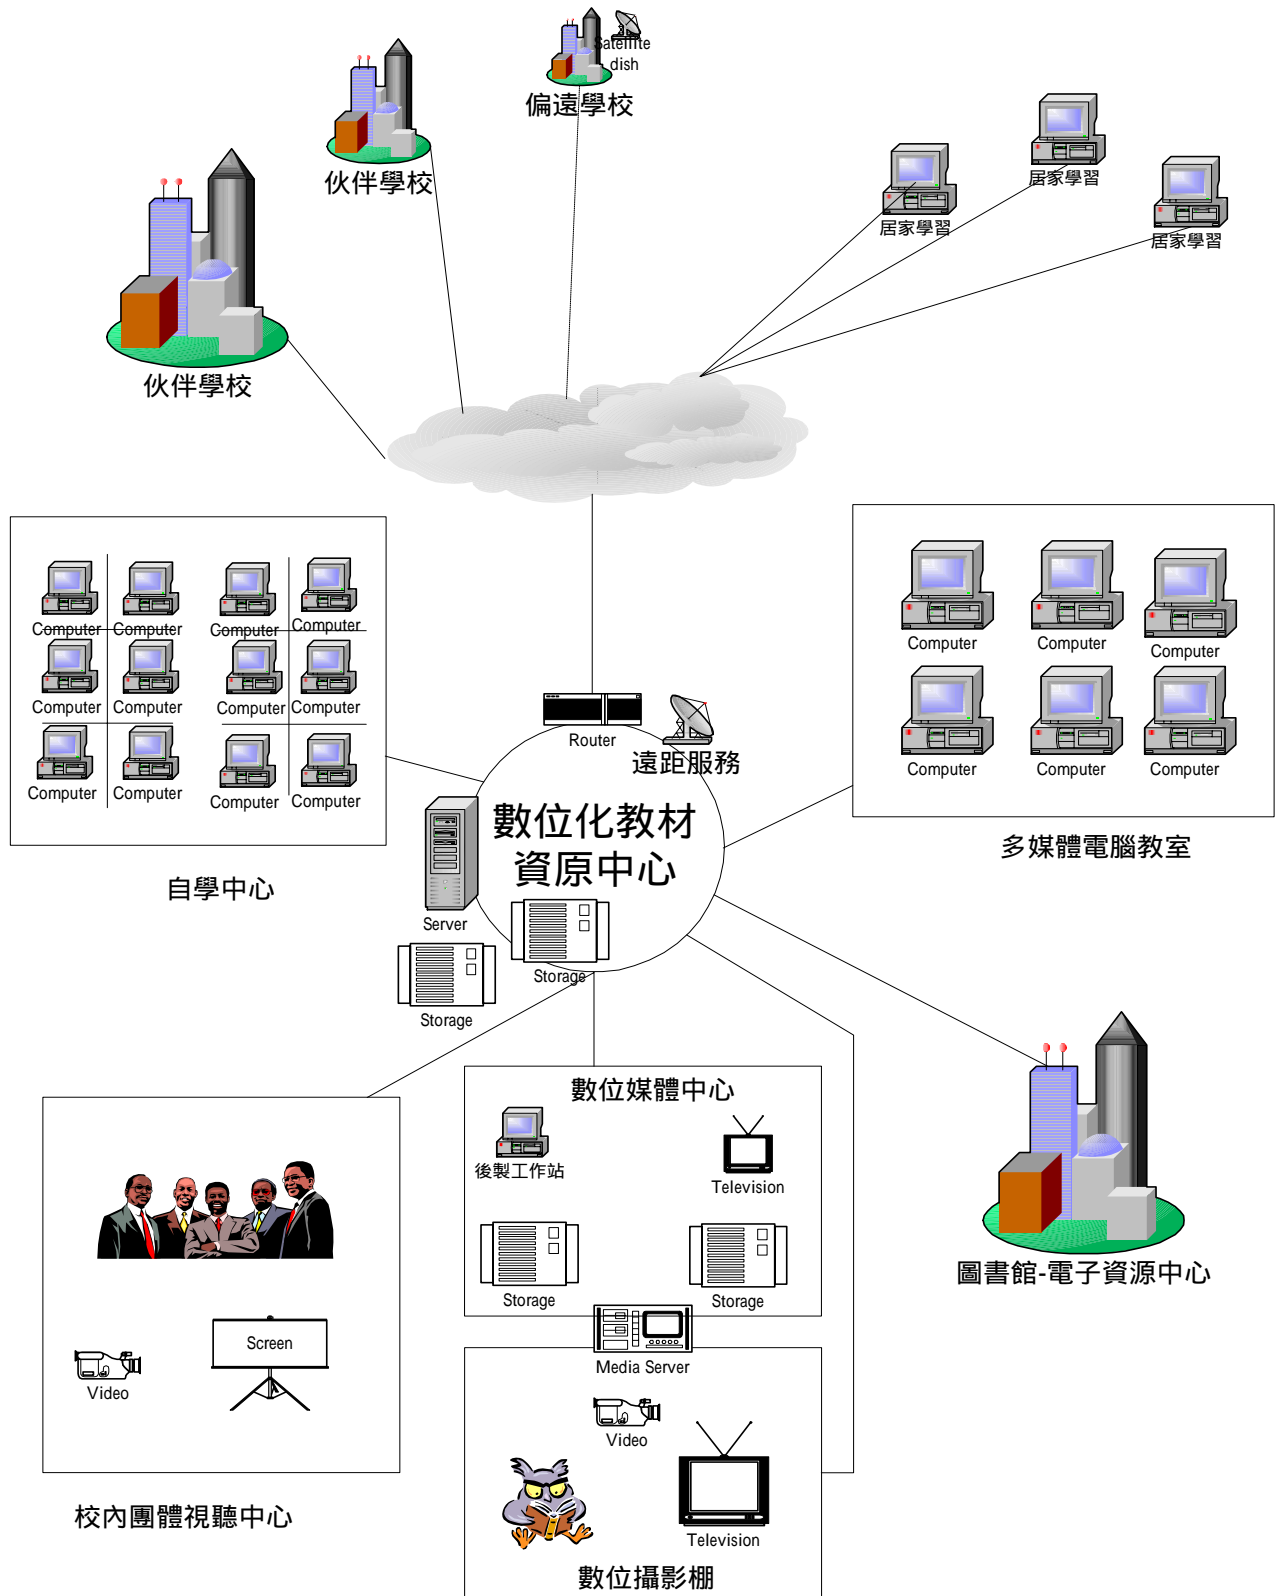 Satellite
dish
偏遠學校
伙伴學校
居家學習
居家學習
居家學習
伙伴學校
Computer
Computer
Computer
Computer
Computer
Computer
Computer
Computer
Computer
Computer
Computer
Computer
自學中心
Computer
Computer
Computer
Computer
Computer
Computer
多媒體電腦教室
Router
遠距服務
數位化教材
資原中心
Server
Storage
Storage
數位媒體中心
後製工作站
Television
Storage
Storage
Media Server
圖書館-電子資源中心
Screen
Video
校內團體視聽中心
Video
Television
數位攝影棚